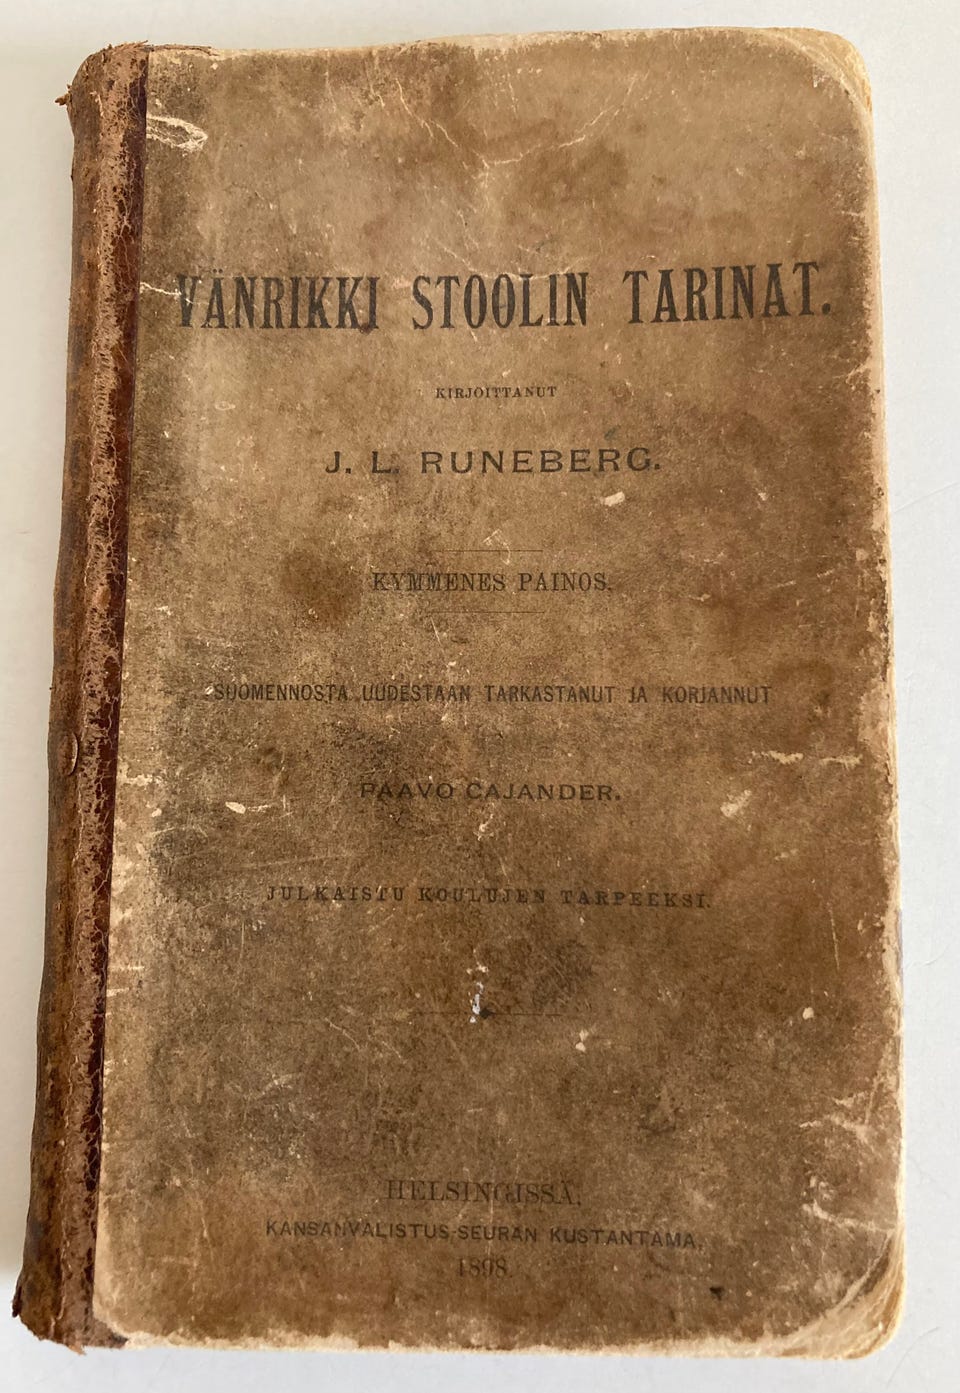 VÄNRIKKI STOOLIN TARINAT.
KIRJOITTANUT
J. L. RUNEBERG.
KYMMENES PAINOS.
SUOMENNOSTA UUDESTAAN TARKASTANUT JA KORJANNUT
PAAVO CAJANDER.
JULKAISTU KOULUJEN TARPEEKSI.
HELSINGISSÄ,
KANSANVALISTUS-SEURAN KUSTANTAMA,
1898.